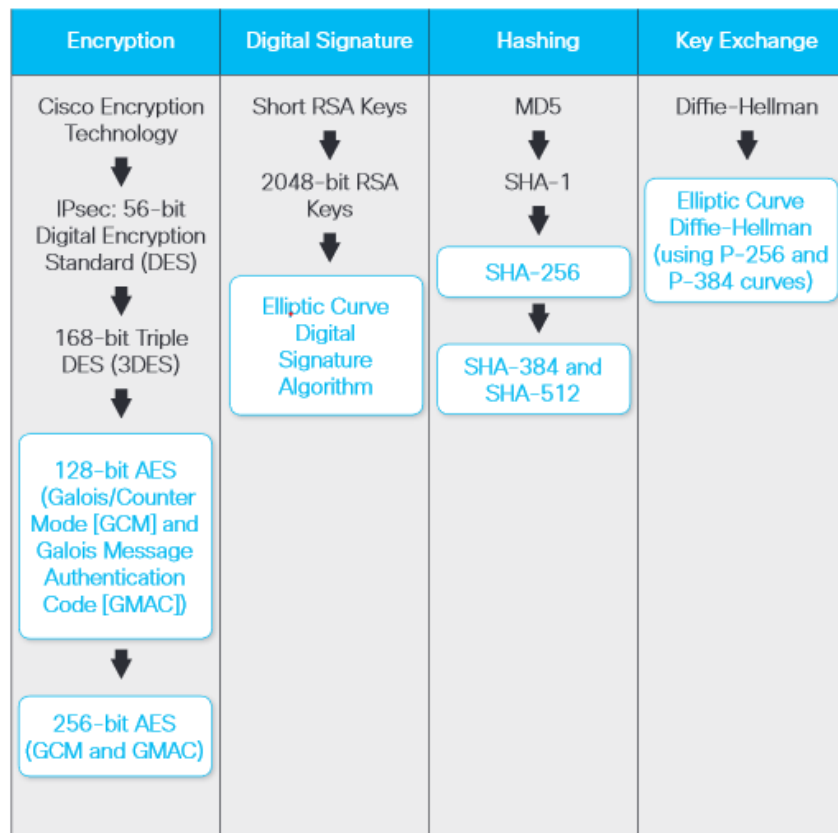 Encryption
Cisco Encryption
Technology
IPsec: 56-bit
Digital Encryption
Standard (DES)
168-bit Triple
DES (3DES)
128-bit AES
(Galois/Counter
Mode [GCM] and
Galois Message
Authentication
Code [GMAC])
256-bit AES
(GCM and GMAC)
Digital Signature
Short RSA Keys
2048-bit RSA
Keys
Elliptic Curve
Digital
Signature
Algorithm
Hashing
MD5
SHA-1
SHA-256
SHA-384 and
SHA-512
Key Exchange
Diffie-Hellman
Elliptic Curve
Diffie-Hellman
(using P-256 and
P-384 curves)